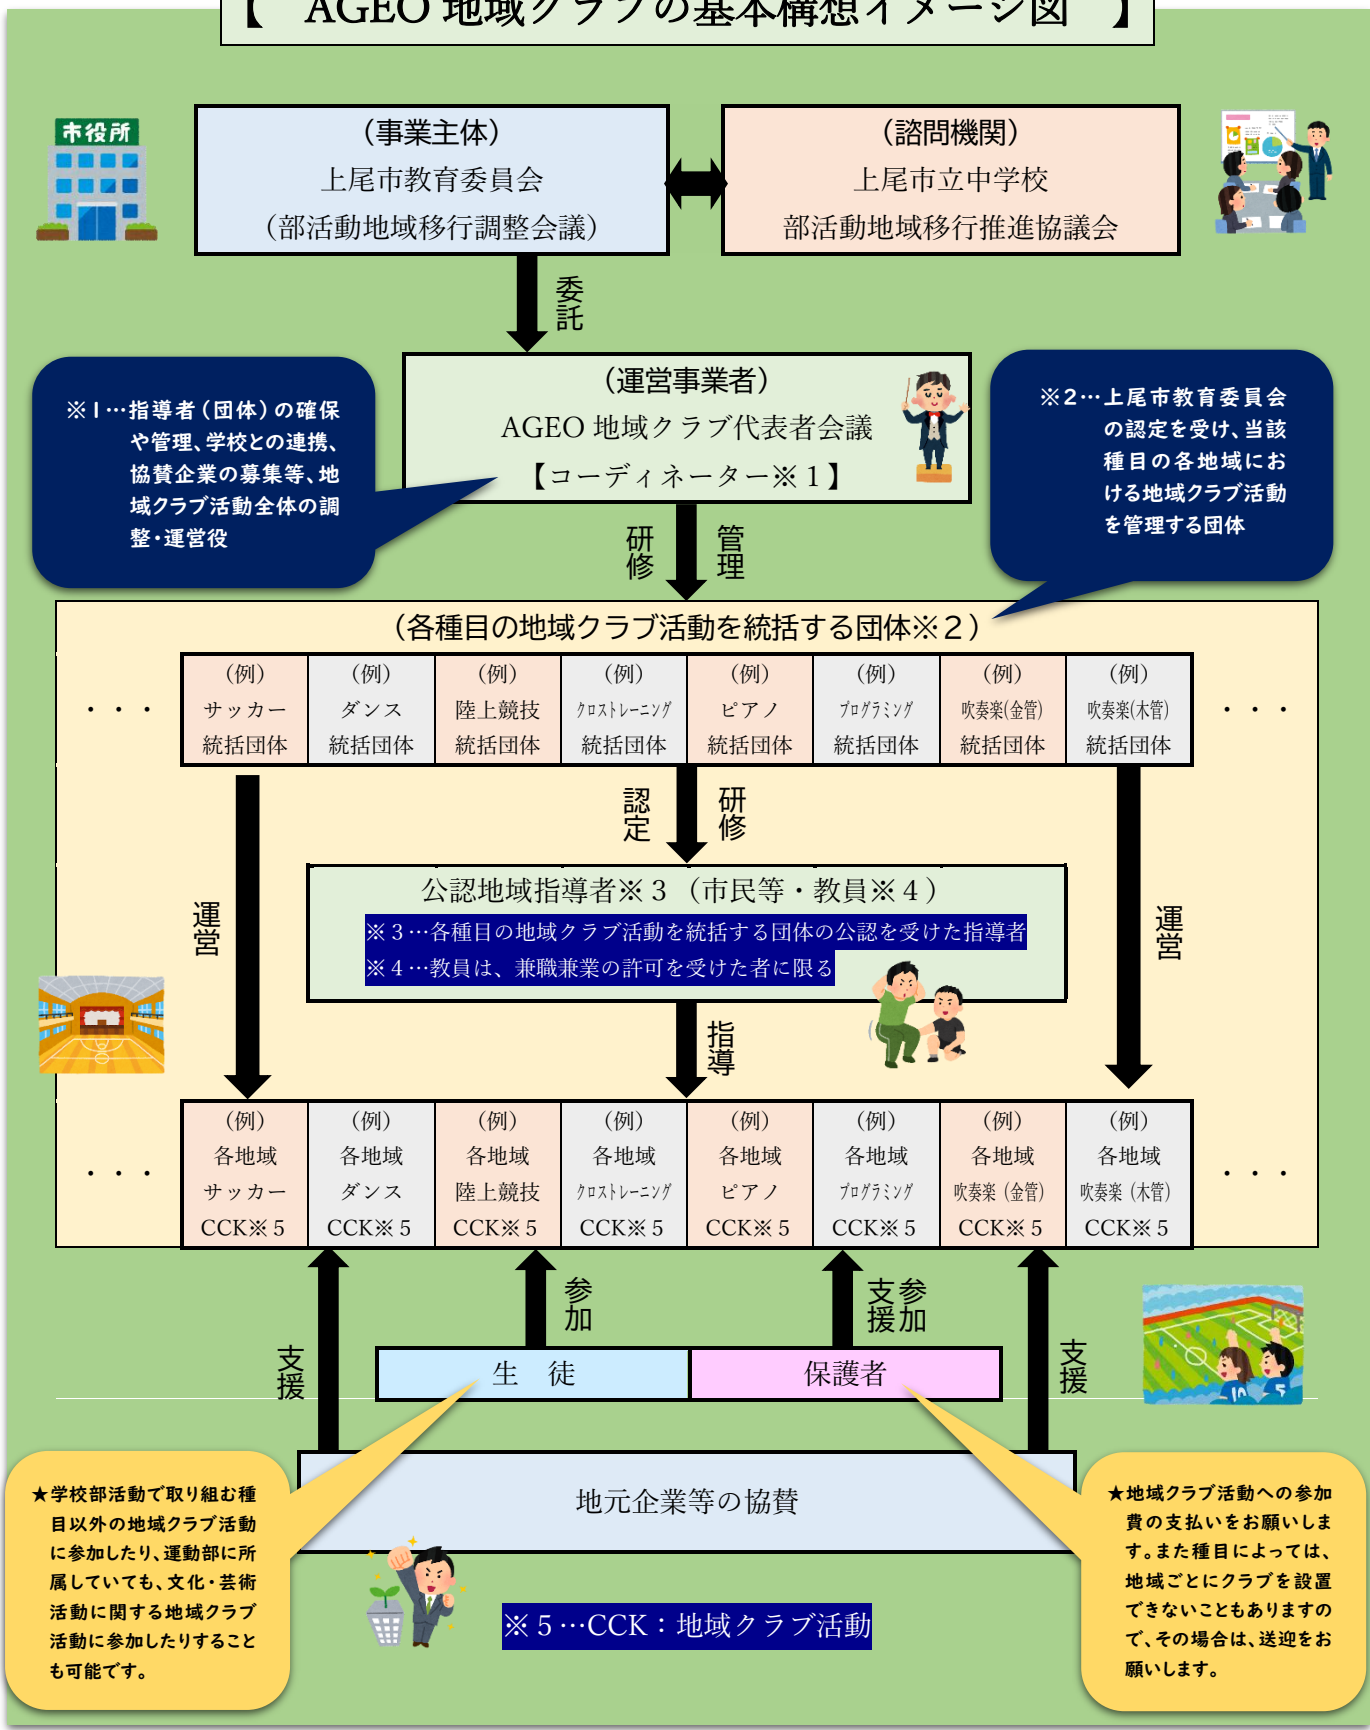 【　AGEO 地域クラブの基本構想イメージ図　】
市役所
（事業主体）
上尾市教育委員会
（部活動地域移行調整会議）
（諮問機関）
上尾市立中学校
部活動地域移行推進協議会
委託
（運営事業者）
AGEO 地域クラブ代表者会議
【コーディネーター※１】
※１…指導者（団体）の確保
や管理、学校との連携、
協賛企業の募集等、地
域クラブ活動全体の調
整・運営役
※２…上尾市教育委員会
の認定を受け、当該
種目の各地域にお
ける地域クラブ活動
を管理する団体
研修
管理
（各種目の地域クラブ活動を統括する団体※２）
・・・
（例）
サッカー
統括団体
（例）
ダンス
統括団体
（例）
陸上競技
統括団体
（例）
ｸﾛｽﾄﾚｰﾆﾝｸﾞ
統括団体
（例）
ピアノ
統括団体
（例）
ﾌﾟﾛｸﾞﾗﾐﾝｸﾞ
統括団体
（例）
吹奏楽(金管)
統括団体
（例）
吹奏楽(木管)
統括団体
・・・
認定
研修
運営
運営
公認地域指導者※３（市民等・教員※４）
※３…各種目の地域クラブ活動を統括する団体の公認を受けた指導者
※４…教員は、兼職兼業の許可を受けた者に限る
指導
・・・
（例）
各地域
サッカー
CCK※５
（例）
各地域
ダンス
CCK※５
（例）
各地域
陸上競技
CCK※５
（例）
各地域
ｸﾛｽﾄﾚｰﾆﾝｸﾞ
CCK※５
（例）
各地域
ピアノ
CCK※５
（例）
各地域
ﾌﾟﾛｸﾞﾗﾐﾝｸﾞ
CCK※５
（例）
各地域
吹奏楽（金管）
CCK※５
（例）
各地域
吹奏楽（木管）
CCK※５
・・・
支援
参加
参加
支援
支援
生　徒
保護者
10
5
地元企業等の協賛
★学校部活動で取り組む種
目以外の地域クラブ活動
に参加したり、運動部に所
属していても、文化・芸術
活動に関する地域クラブ
活動に参加したりすること
も可能です。
★地域クラブ活動への参加
費の支払いをお願いしま
す。また種目によっては、
地域ごとにクラブを設置
できないこともありますの
で、その場合は、送迎をお
願いします。
※５…CCK：地域クラブ活動